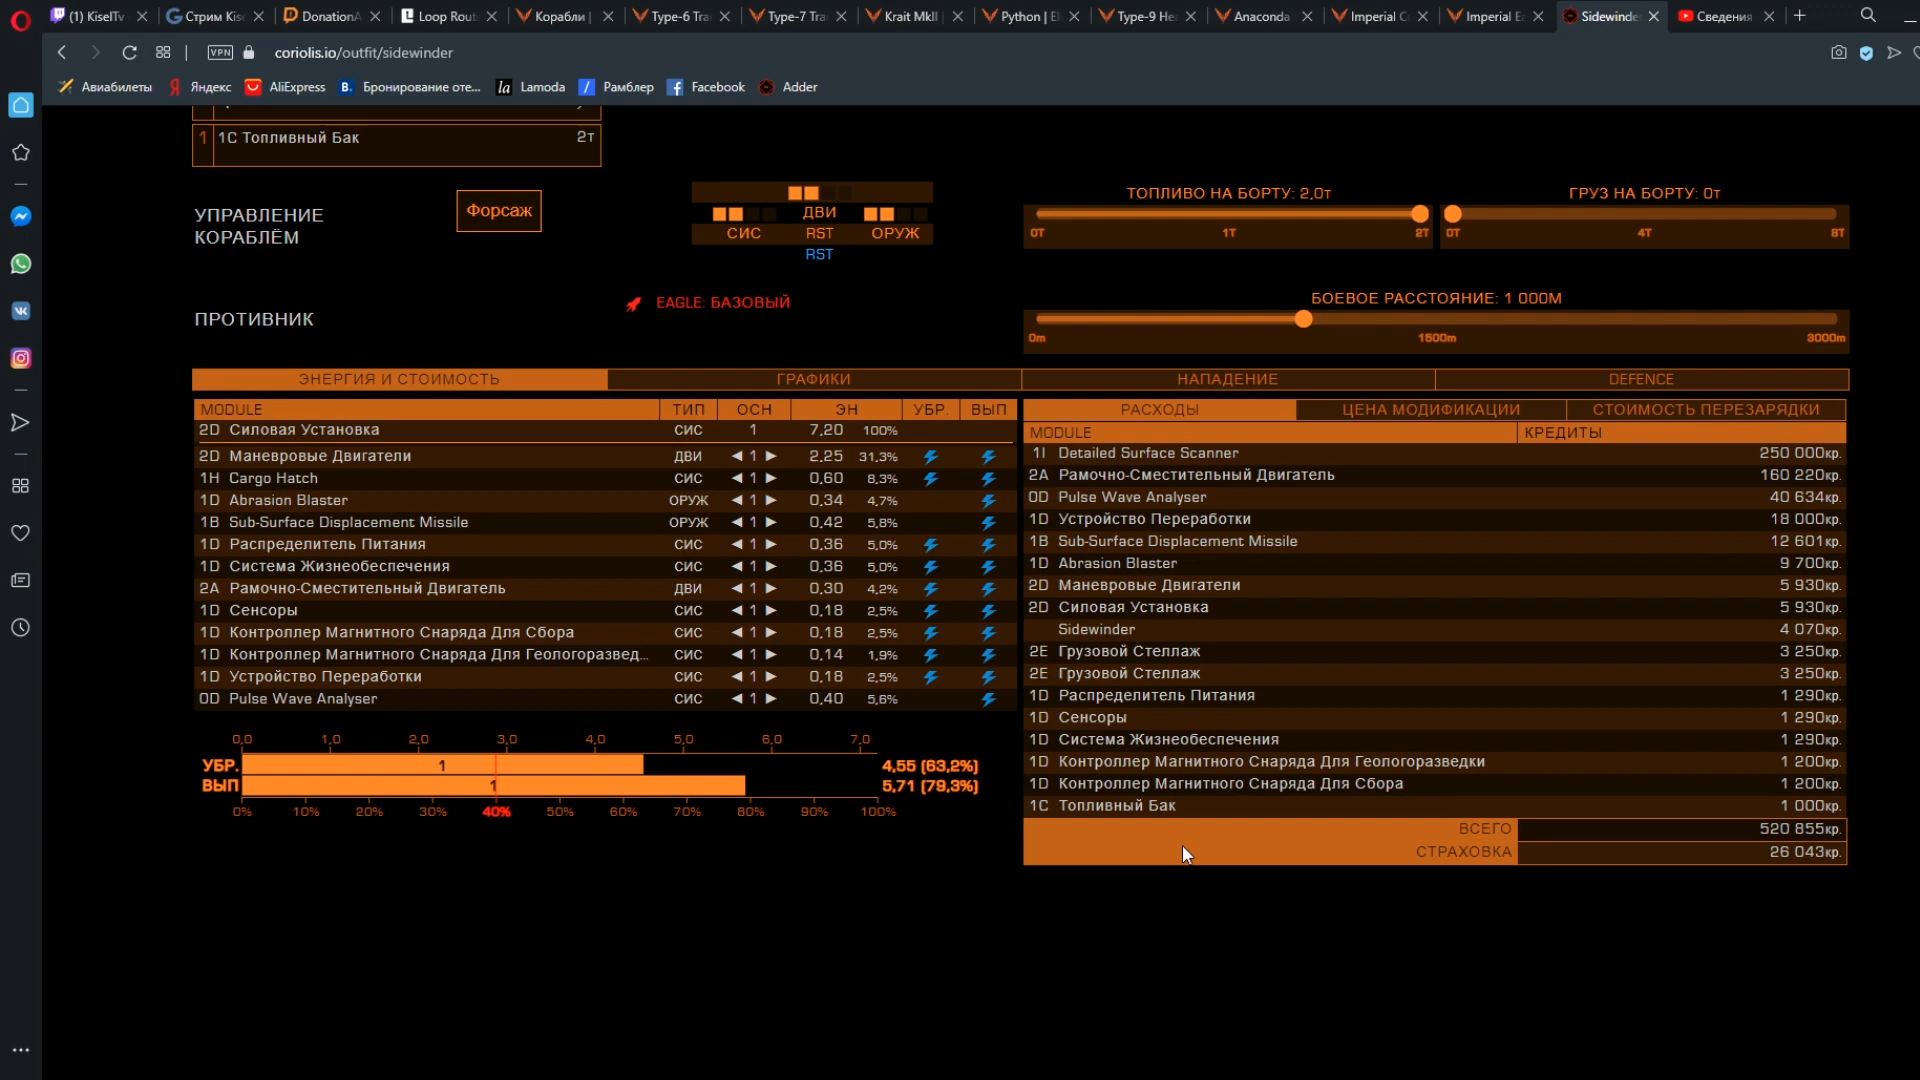 (1) KiselTv
Стрим Kis
DonationA
Loop Rout
Корабли |
Type-6 Tra
Type-7 Tra
Krait MkII
Python | El
Type-9 He
Anaconda
Imperial C
Imperial Ea
Sidewinde
Сведения
VPN
coriolis.io/outfit/sidewinder
Авиабилеты
Яндекс
AliExpress
Бронирование оте...
Lamoda
Рамблер
Facebook
Adder
1 1C Топливный Бак 2т
УПРАВЛЕНИЕ КОРАБЛЁМ
Форсаж
ДВИ
СИС RST ОРУЖ
RST
ТОПЛИВО НА БОРТУ: 2,0т
0T 1T 2T
ГРУЗ НА БОРТУ: 0т
0T 4T 8T
ПРОТИВНИК
EAGLE: БАЗОВЫЙ
БОЕВОЕ РАССТОЯНИЕ: 1 000М
0m 1500m 3000m
ЭНЕРГИЯ И СТОИМОСТЬ ГРАФИКИ НАПАДЕНИЕ DEFENCE
MODULE ТИП ОСН ЭН УБР. ВЫП
2D Силовая Установка СИС 1 7,20 100%
2D Маневровые Двигатели ДВИ 1 2,25 31,3%
1H Cargo Hatch СИС 1 0,60 8,3%
1D Abrasion Blaster ОРУЖ 1 0,34 4,7%
1B Sub-Surface Displacement Missile ОРУЖ 1 0,42 5,8%
1D Распределитель Питания СИС 1 0,36 5,0%
1D Система Жизнеобеспечения СИС 1 0,36 5,0%
2A Рамочно-Сместительный Двигатель ДВИ 1 0,30 4,2%
1D Сенсоры СИС 1 0,18 2,5%
1D Контроллер Магнитного Снаряда Для Сбора СИС 1 0,18 2,5%
1D Контроллер Магнитного Снаряда Для Геологоразвед... СИС 1 0,14 1,9%
1D Устройство Переработки СИС 1 0,18 2,5%
0D Pulse Wave Analyser СИС 1 0,40 5,6%
0,0 1,0 2,0 3,0 4,0 5,0 6,0 7,0
УБР. 1 4,55 (63,2%)
ВЫП 1 5,71 (79,3%)
0% 10% 20% 30% 40% 50% 60% 70% 80% 90% 100%
РАСХОДЫ ЦЕНА МОДИФИКАЦИИ СТОИМОСТЬ ПЕРЕЗАРЯДКИ
MODULE КРЕДИТЫ
1I Detailed Surface Scanner 250 000кр.
2A Рамочно-Сместительный Двигатель 160 220кр.
0D Pulse Wave Analyser 40 634кр.
1D Устройство Переработки 18 000кр.
1B Sub-Surface Displacement Missile 12 601кр.
1D Abrasion Blaster 9 700кр.
2D Маневровые Двигатели 5 930кр.
2D Силовая Установка 5 930кр.
Sidewinder 4 070кр.
2E Грузовой Стеллаж 3 250кр.
2E Грузовой Стеллаж 3 250кр.
1D Распределитель Питания 1 290кр.
1D Сенсоры 1 290кр.
1D Система Жизнеобеспечения 1 290кр.
1D Контроллер Магнитного Снаряда Для Геологоразведки 1 200кр.
1D Контроллер Магнитного Снаряда Для Сбора 1 200кр.
1C Топливный Бак 1 000кр.
ВСЕГО 520 855кр.
СТРАХОВКА 26 043кр.